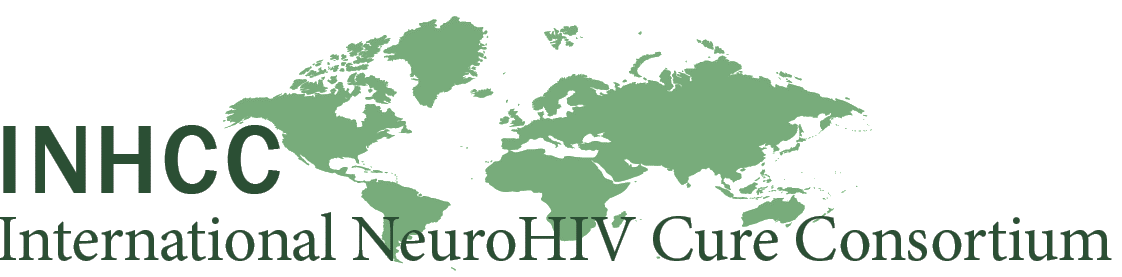 INHCC
International NeuroHIV Cure Consortium